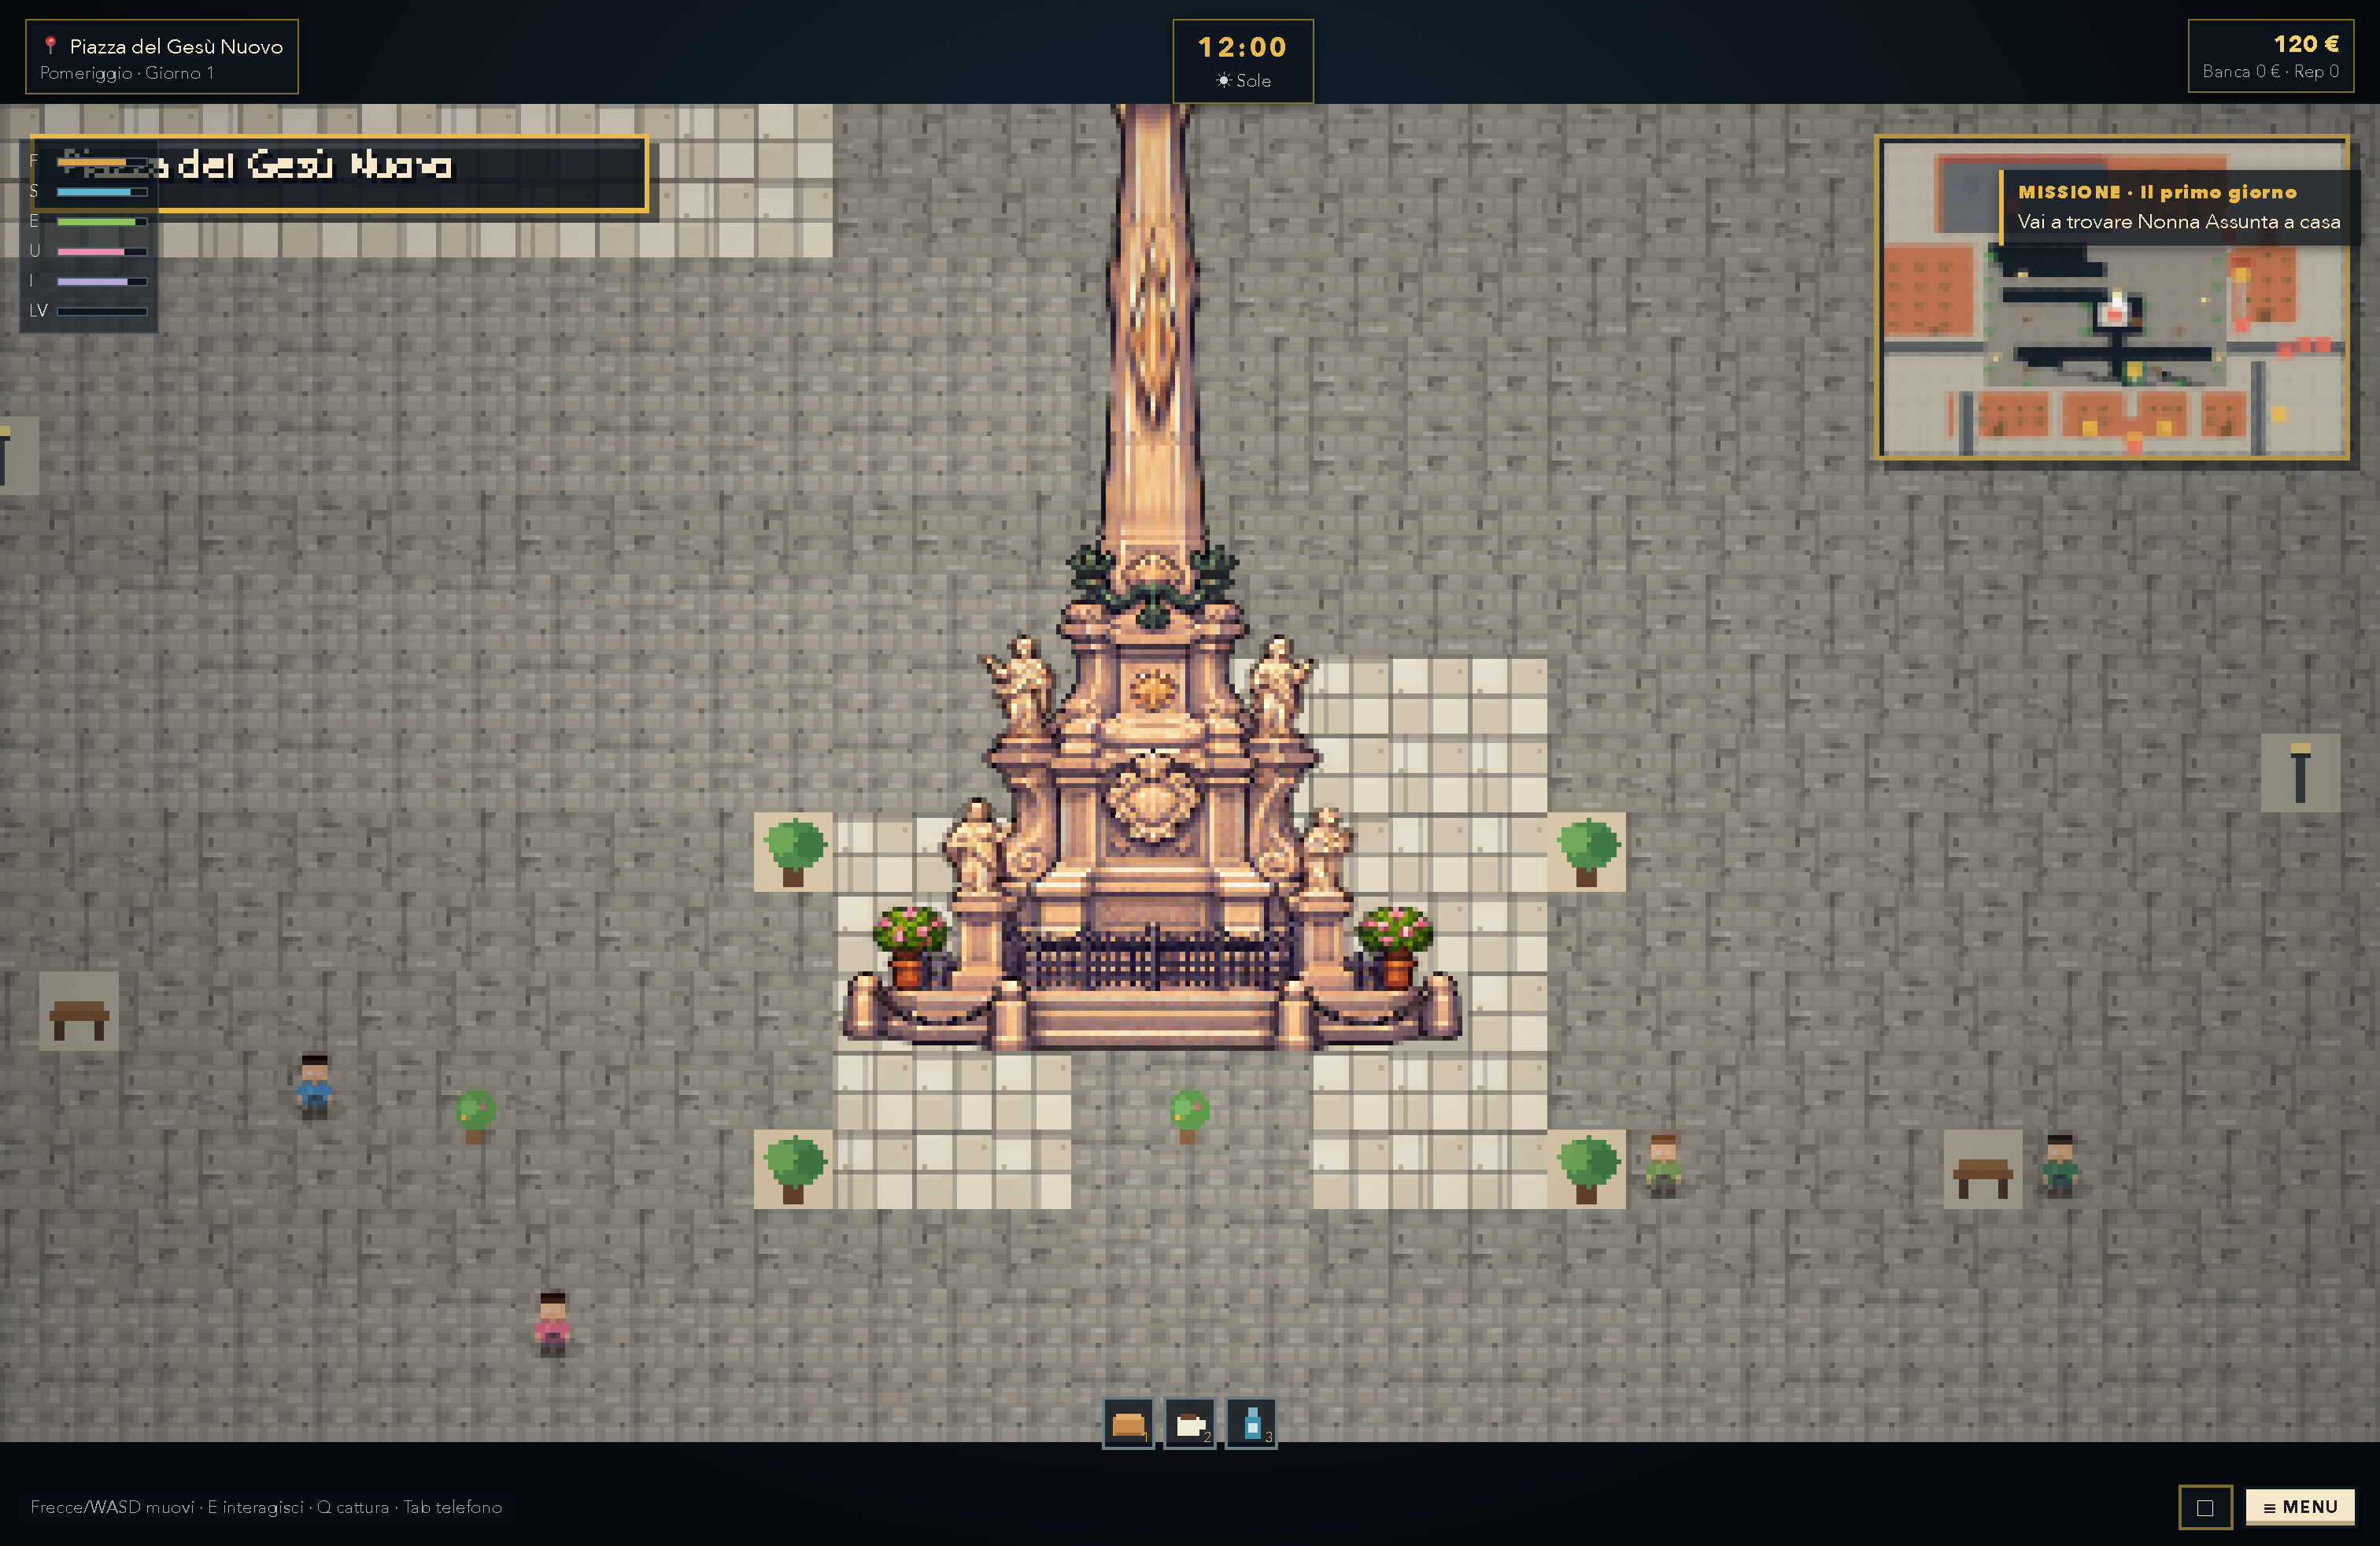 Piazza del Gesù Nuovo
Pomeriggio · Giorno 1
12:00
☀ Sole
120 €
Banca 0 € · Rep 0
del Gesù Nuovo
F
S
E
U
I
LV
MISSIONE · Il primo giorno
Vai a trovare Nonna Assunta a casa
1
2
3
Frecce/WASD muovi · E interagisci · Q cattura · Tab telefono
≡ MENU